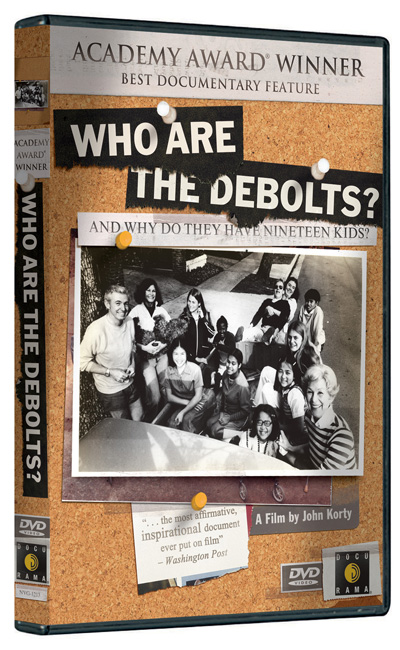 ACADEMY AWARD® WINNER
BEST DOCUMENTARY FEATURE
WHO ARE
THE DEBOLTS?
AND WHY DO THEY HAVE NINETEEN KIDS?
“. . . the most affirmative,
inspirational document
ever put on film”
– Washington Post
A Film by John Korty
DVD
VIDEO
DOCU
RAMA
ACADEMY
AWARD®
WINNER
WHO ARE THE DEBOLTS?
DVD
VIDEO
DOCU
RAMA